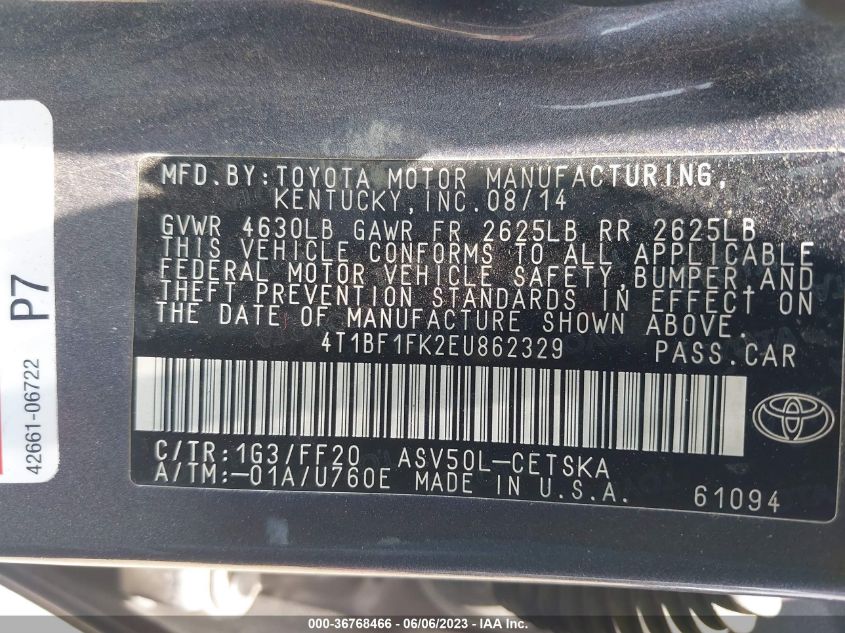 MFD.BY:TOYOTA MOTOR MANUFACTURING,
KENTUCKY, INC.08/14
GVWR 4630LB GAWR FR 2625LB RR 2625LB
THIS VEHICLE CONFORMS TO ALL APPLICABLE
FEDERAL MOTOR VEHICLE SAFETY,BUMPER,AND
THEFT PREVENTION STANDARDS IN EFFECT ON
THE DATE OF MANUFACTURE SHOWN ABOVE.
4T1BF1FK2EU862329 PASS.CAR
C/TR:1G3/FF20 ASV50L-CETSKA
A/TM:-01A/U760E MADE IN U.S.A. 61094
P7
42661-06722
000-36768466 - 06/06/2023 - IAAI.com